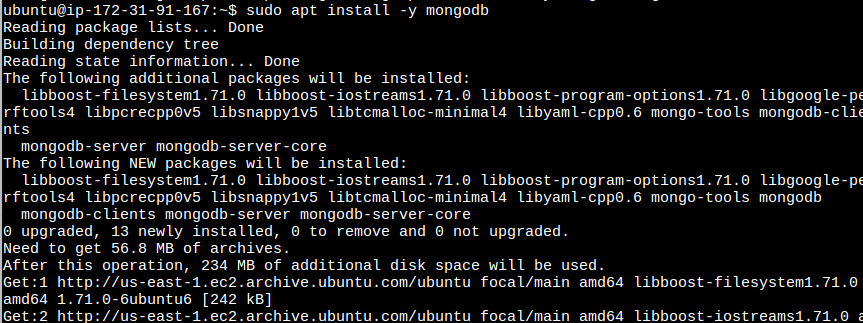 ubuntu@ip-172-31-91-167:~$ sudo apt install -y mongodb
Reading package lists... Done
Building dependency tree
Reading state information... Done
The following additional packages will be installed:
  libboost-filesystem1.71.0 libboost-iostreams1.71.0 libboost-program-options1.71.0 libgoogle-pe
rftools4 libpcrecpp0v5 libsnappy1v5 libtcmalloc-minimal4 libyaml-cpp0.6 mongo-tools mongodb-clie
nts
  mongodb-server mongodb-server-core
The following NEW packages will be installed:
  libboost-filesystem1.71.0 libboost-iostreams1.71.0 libboost-program-options1.71.0 libgoogle-pe
rftools4 libpcrecpp0v5 libsnappy1v5 libtcmalloc-minimal4 libyaml-cpp0.6 mongo-tools mongodb
  mongodb-clients mongodb-server mongodb-server-core
0 upgraded, 13 newly installed, 0 to remove and 0 not upgraded.
Need to get 56.8 MB of archives.
After this operation, 234 MB of additional disk space will be used.
Get:1 http://us-east-1.ec2.archive.ubuntu.com/ubuntu focal/main amd64 libboost-filesystem1.71.0
amd64 1.71.0-6ubuntu6 [242 kB]
Get:2 http://us-east-1.ec2.archive.ubuntu.com/ubuntu focal/main amd64 libboost-iostreams1.71.0 a